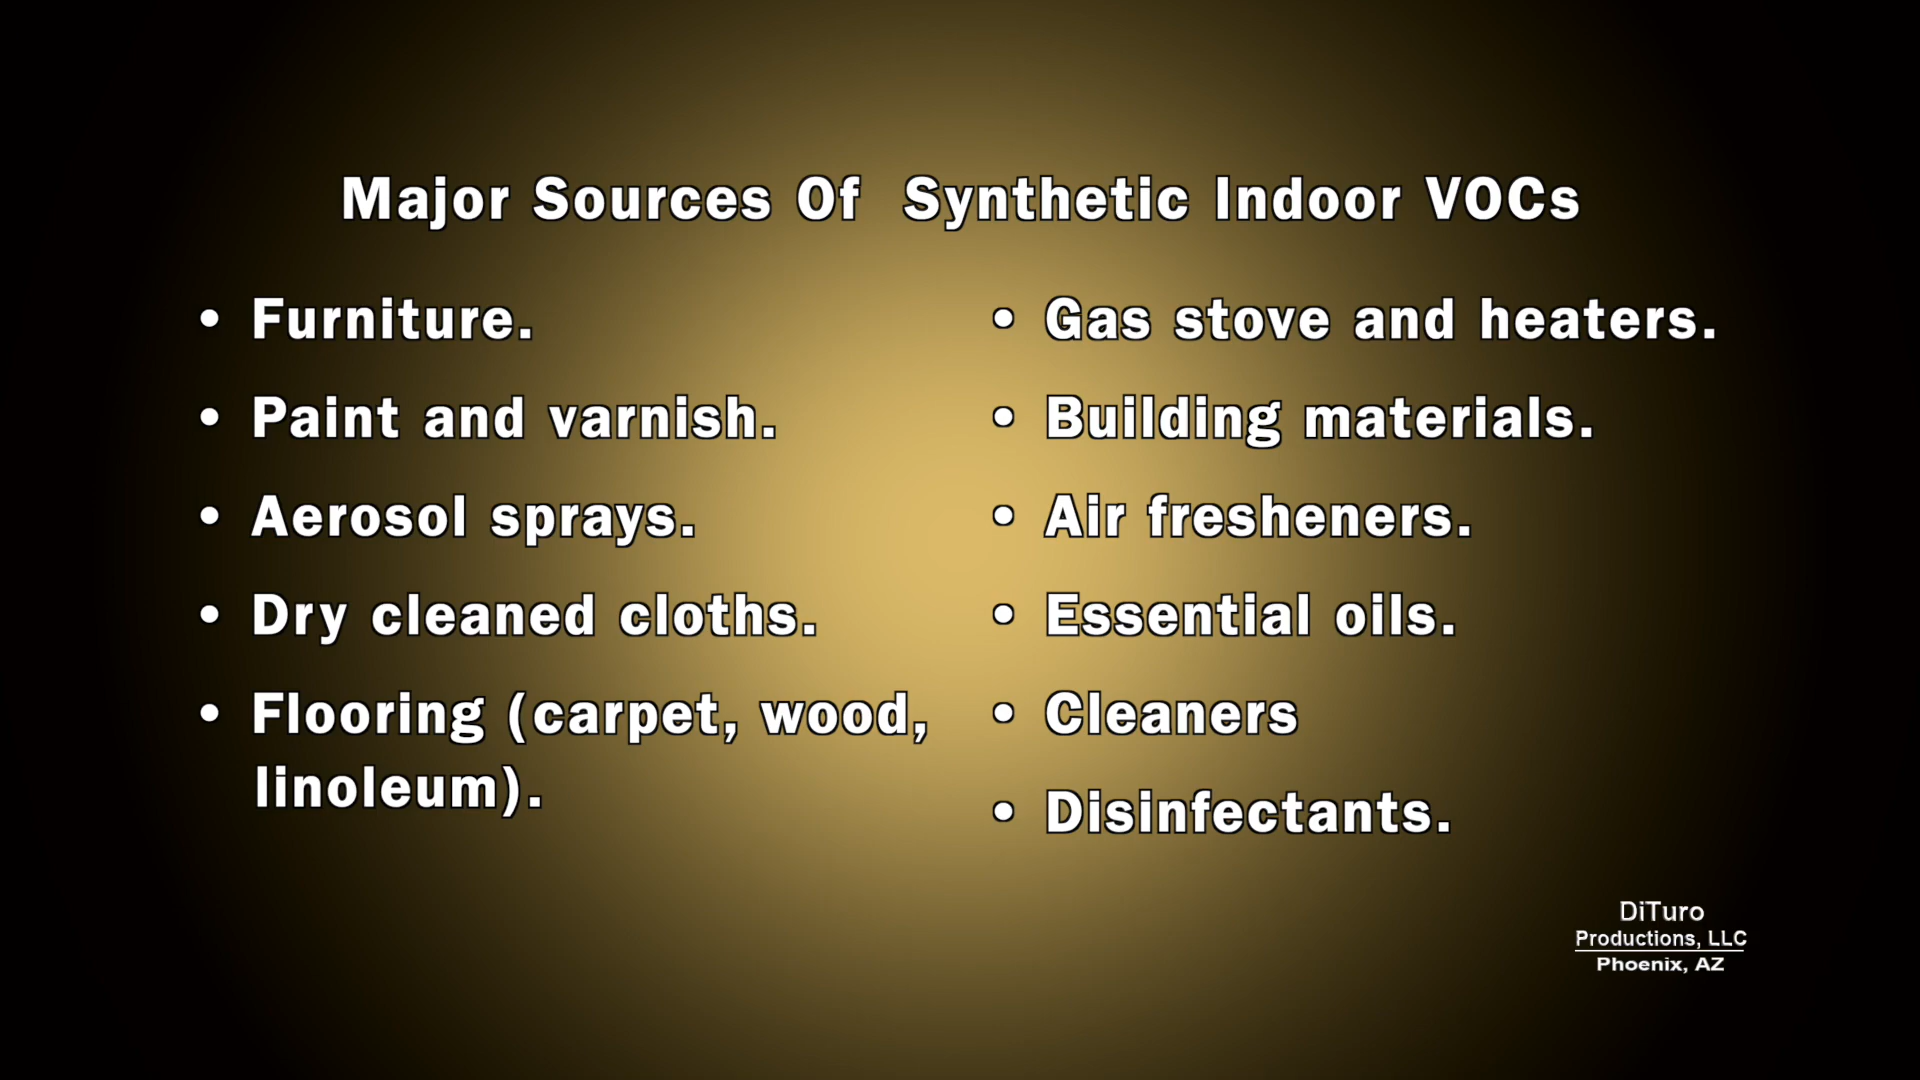 Major Sources Of  Synthetic Indoor VOCs
• Furniture.
• Paint and varnish.
• Aerosol sprays.
• Dry cleaned cloths.
• Flooring (carpet, wood,
linoleum).
• Gas stove and heaters.
• Building materials.
• Air fresheners.
• Essential oils.
• Cleaners
• Disinfectants.
DiTuro
Productions, LLC
Phoenix, AZ